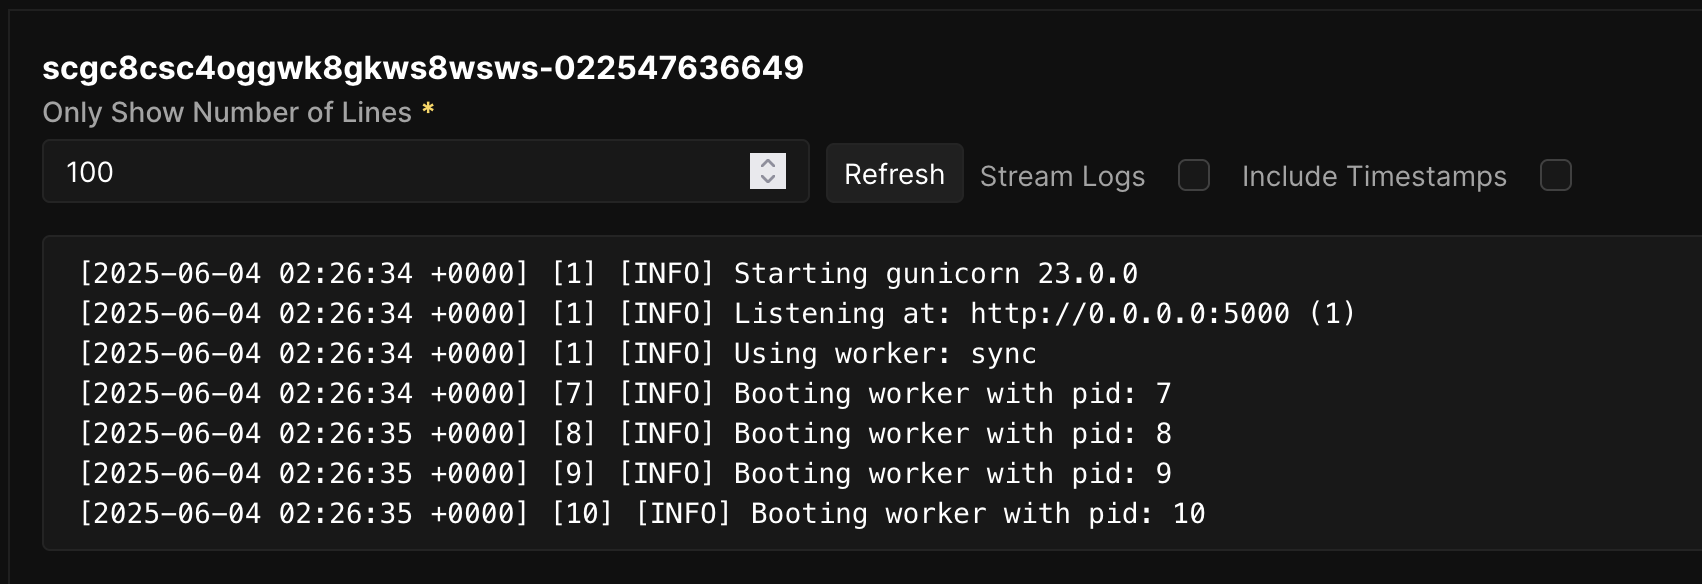 scgc8csc4oggwk8gkws8wsws-022547636649
Only Show Number of Lines *
100 Refresh Stream Logs Include Timestamps
[2025-06-04 02:26:34 +0000] [1] [INFO] Starting gunicorn 23.0.0
[2025-06-04 02:26:34 +0000] [1] [INFO] Listening at: http://0.0.0.0:5000 (1)
[2025-06-04 02:26:34 +0000] [1] [INFO] Using worker: sync
[2025-06-04 02:26:34 +0000] [7] [INFO] Booting worker with pid: 7
[2025-06-04 02:26:35 +0000] [8] [INFO] Booting worker with pid: 8
[2025-06-04 02:26:35 +0000] [9] [INFO] Booting worker with pid: 9
[2025-06-04 02:26:35 +0000] [10] [INFO] Booting worker with pid: 10